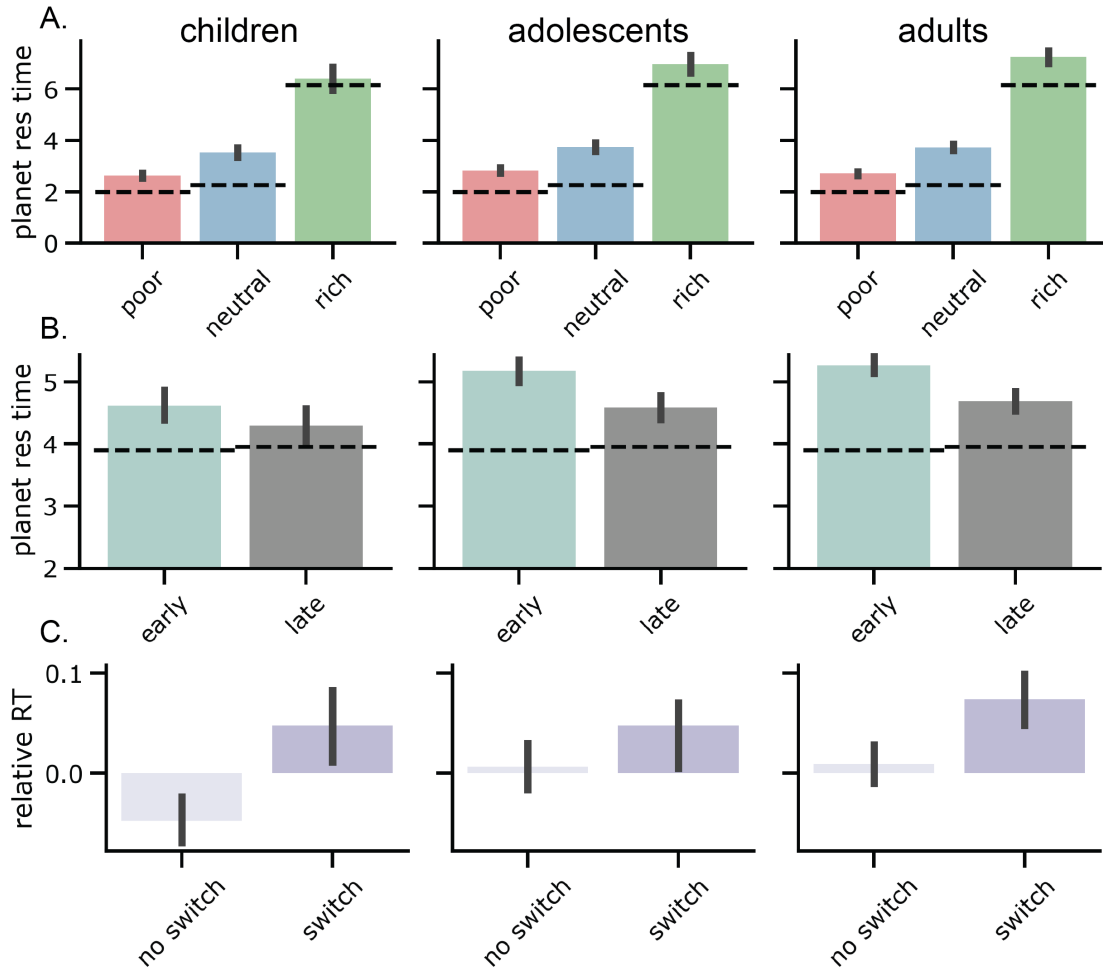 A.
children
adolescents
adults
planet res time
6
4
2
0
poor
neutral
rich
poor
neutral
rich
poor
neutral
rich
B.
planet res time
5
4
3
2
early
late
early
late
early
late
C.
relative RT
0.1
0.0
no switch
switch
no switch
switch
no switch
switch